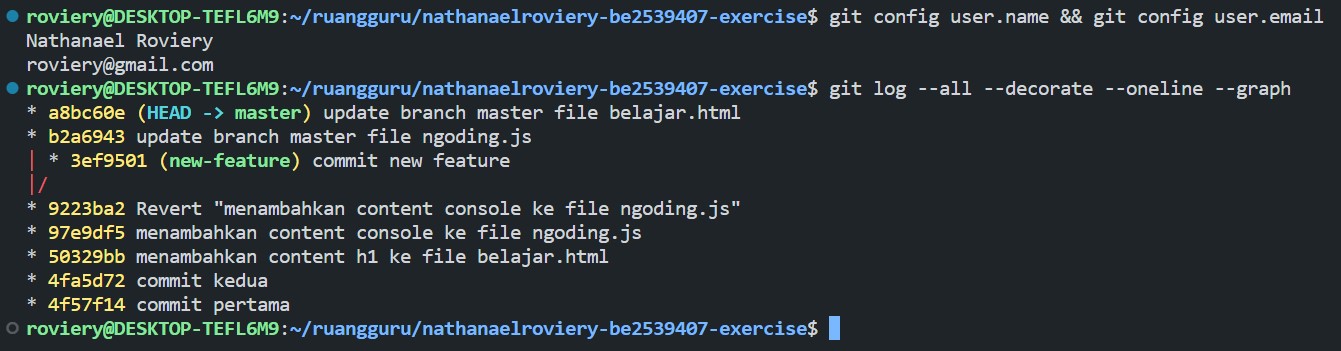 roviery@DESKTOP-TEFL6M9:~/ruangguru/nathanaelroviery-be2539407-exercise$ git config user.name && git config user.email
Nathanael Roviery
roviery@gmail.com
roviery@DESKTOP-TEFL6M9:~/ruangguru/nathanaelroviery-be2539407-exercise$ git log --all --decorate --oneline --graph
* a8bc60e (HEAD -> master) update branch master file belajar.html
* b2a6943 update branch master file ngoding.js
| * 3ef9501 (new-feature) commit new feature
|/
* 9223ba2 Revert "menambahkan content console ke file ngoding.js"
* 97e9df5 menambahkan content console ke file ngoding.js
* 50329bb menambahkan content h1 ke file belajar.html
* 4fa5d72 commit kedua
* 4f57f14 commit pertama
roviery@DESKTOP-TEFL6M9:~/ruangguru/nathanaelroviery-be2539407-exercise$